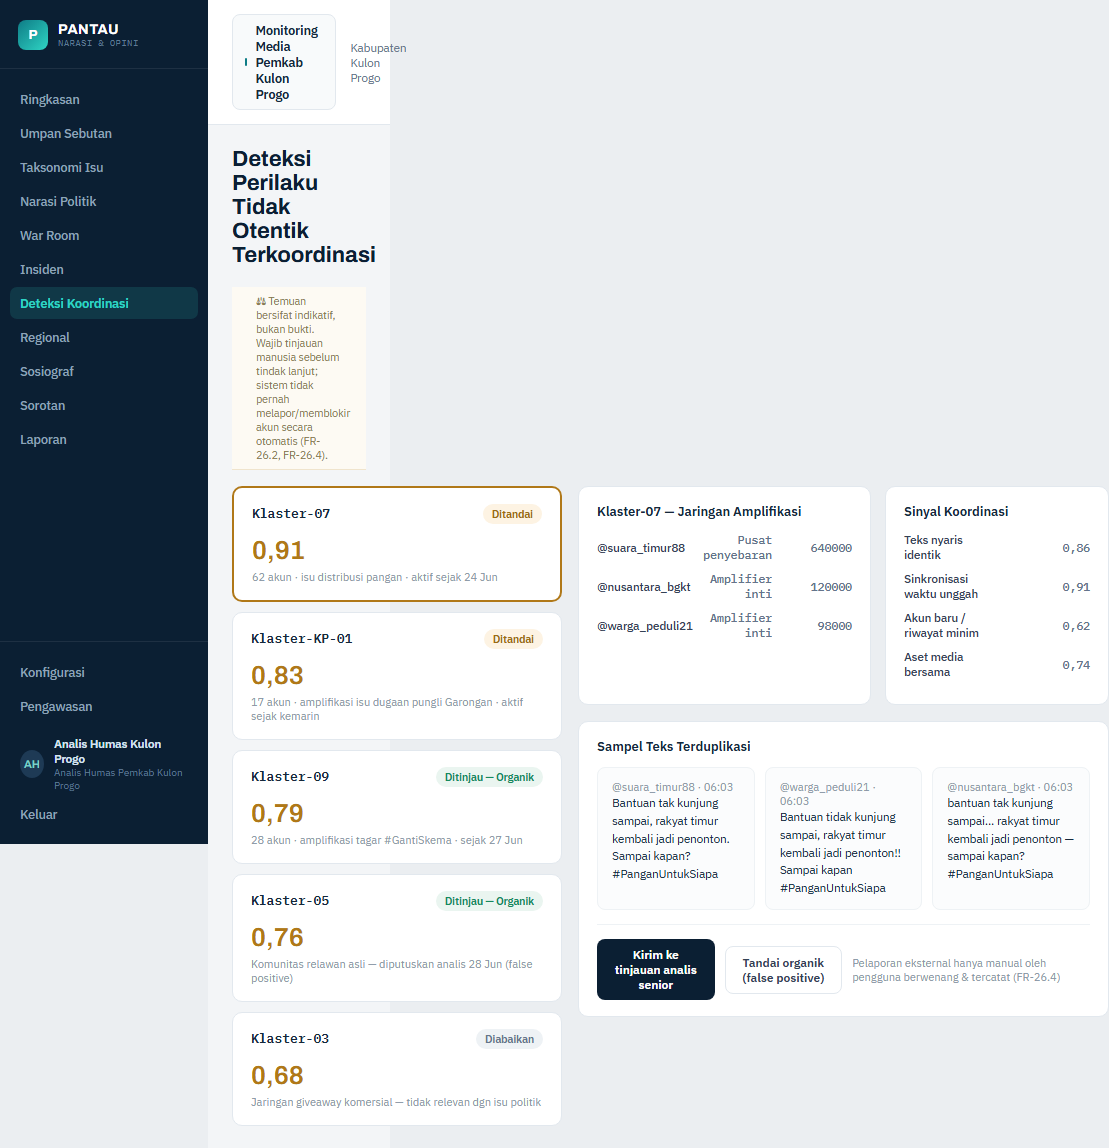 P
PANTAU
NARASI & OPINI
Ringkasan
Umpan Sebutan
Taksonomi Isu
Narasi Politik
War Room
Insiden
Deteksi Koordinasi
Regional
Sosiograf
Sorotan
Laporan
Konfigurasi
Pengawasan
AH
Analis Humas Kulon
Progo
Analis Humas Pemkab Kulon
Progo
Keluar
Monitoring
Media
Pemkab
Kulon
Progo
Kabupaten
Kulon
Progo
Deteksi
Perilaku
Tidak
Otentik
Terkoordinasi
⚖ Temuan
bersifat indikatif,
bukan bukti.
Wajib tinjauan
manusia sebelum
tindak lanjut;
sistem tidak
pernah
melapor/memblokir
akun secara
otomatis (FR-
26.2, FR-26.4).
Klaster-07
Ditandai
0,91
62 akun · isu distribusi pangan · aktif sejak 24 Jun
Klaster-KP-01
Ditandai
0,83
17 akun · amplifikasi isu dugaan pungli Garongan · aktif
sejak kemarin
Klaster-09
Ditinjau — Organik
0,79
28 akun · amplifikasi tagar #GantiSkema · sejak 27 Jun
Klaster-05
Ditinjau — Organik
0,76
Komunitas relawan asli — diputuskan analis 28 Jun (false
positive)
Klaster-03
Diabaikan
0,68
Jaringan giveaway komersial — tidak relevan dgn isu politik
Klaster-07 — Jaringan Amplifikasi
@suara_timur88
Pusat
penyebaran
640000
@nusantara_bgkt
Amplifier
inti
120000
@warga_peduli21
Amplifier
inti
98000
Sinyal Koordinasi
Teks nyaris
identik
0,86
Sinkronisasi
waktu unggah
0,91
Akun baru /
riwayat minim
0,62
Aset media
bersama
0,74
Sampel Teks Terduplikasi
@suara_timur88 · 06:03
Bantuan tak kunjung
sampai, rakyat timur
kembali jadi penonton.
Sampai kapan?
#PanganUntukSiapa
@warga_peduli21 ·
06:03
Bantuan tidak kunjung
sampai, rakyat timur
kembali jadi penonton!!
Sampai kapan
#PanganUntukSiapa
@nusantara_bgkt · 06:03
bantuan tak kunjung
sampai... rakyat timur
kembali jadi penonton —
sampai kapan?
#PanganUntukSiapa
Kirim ke
tinjauan analis
senior
Tandai organik
(false positive)
Pelaporan eksternal hanya manual oleh
pengguna berwenang & tercatat (FR-26.4)